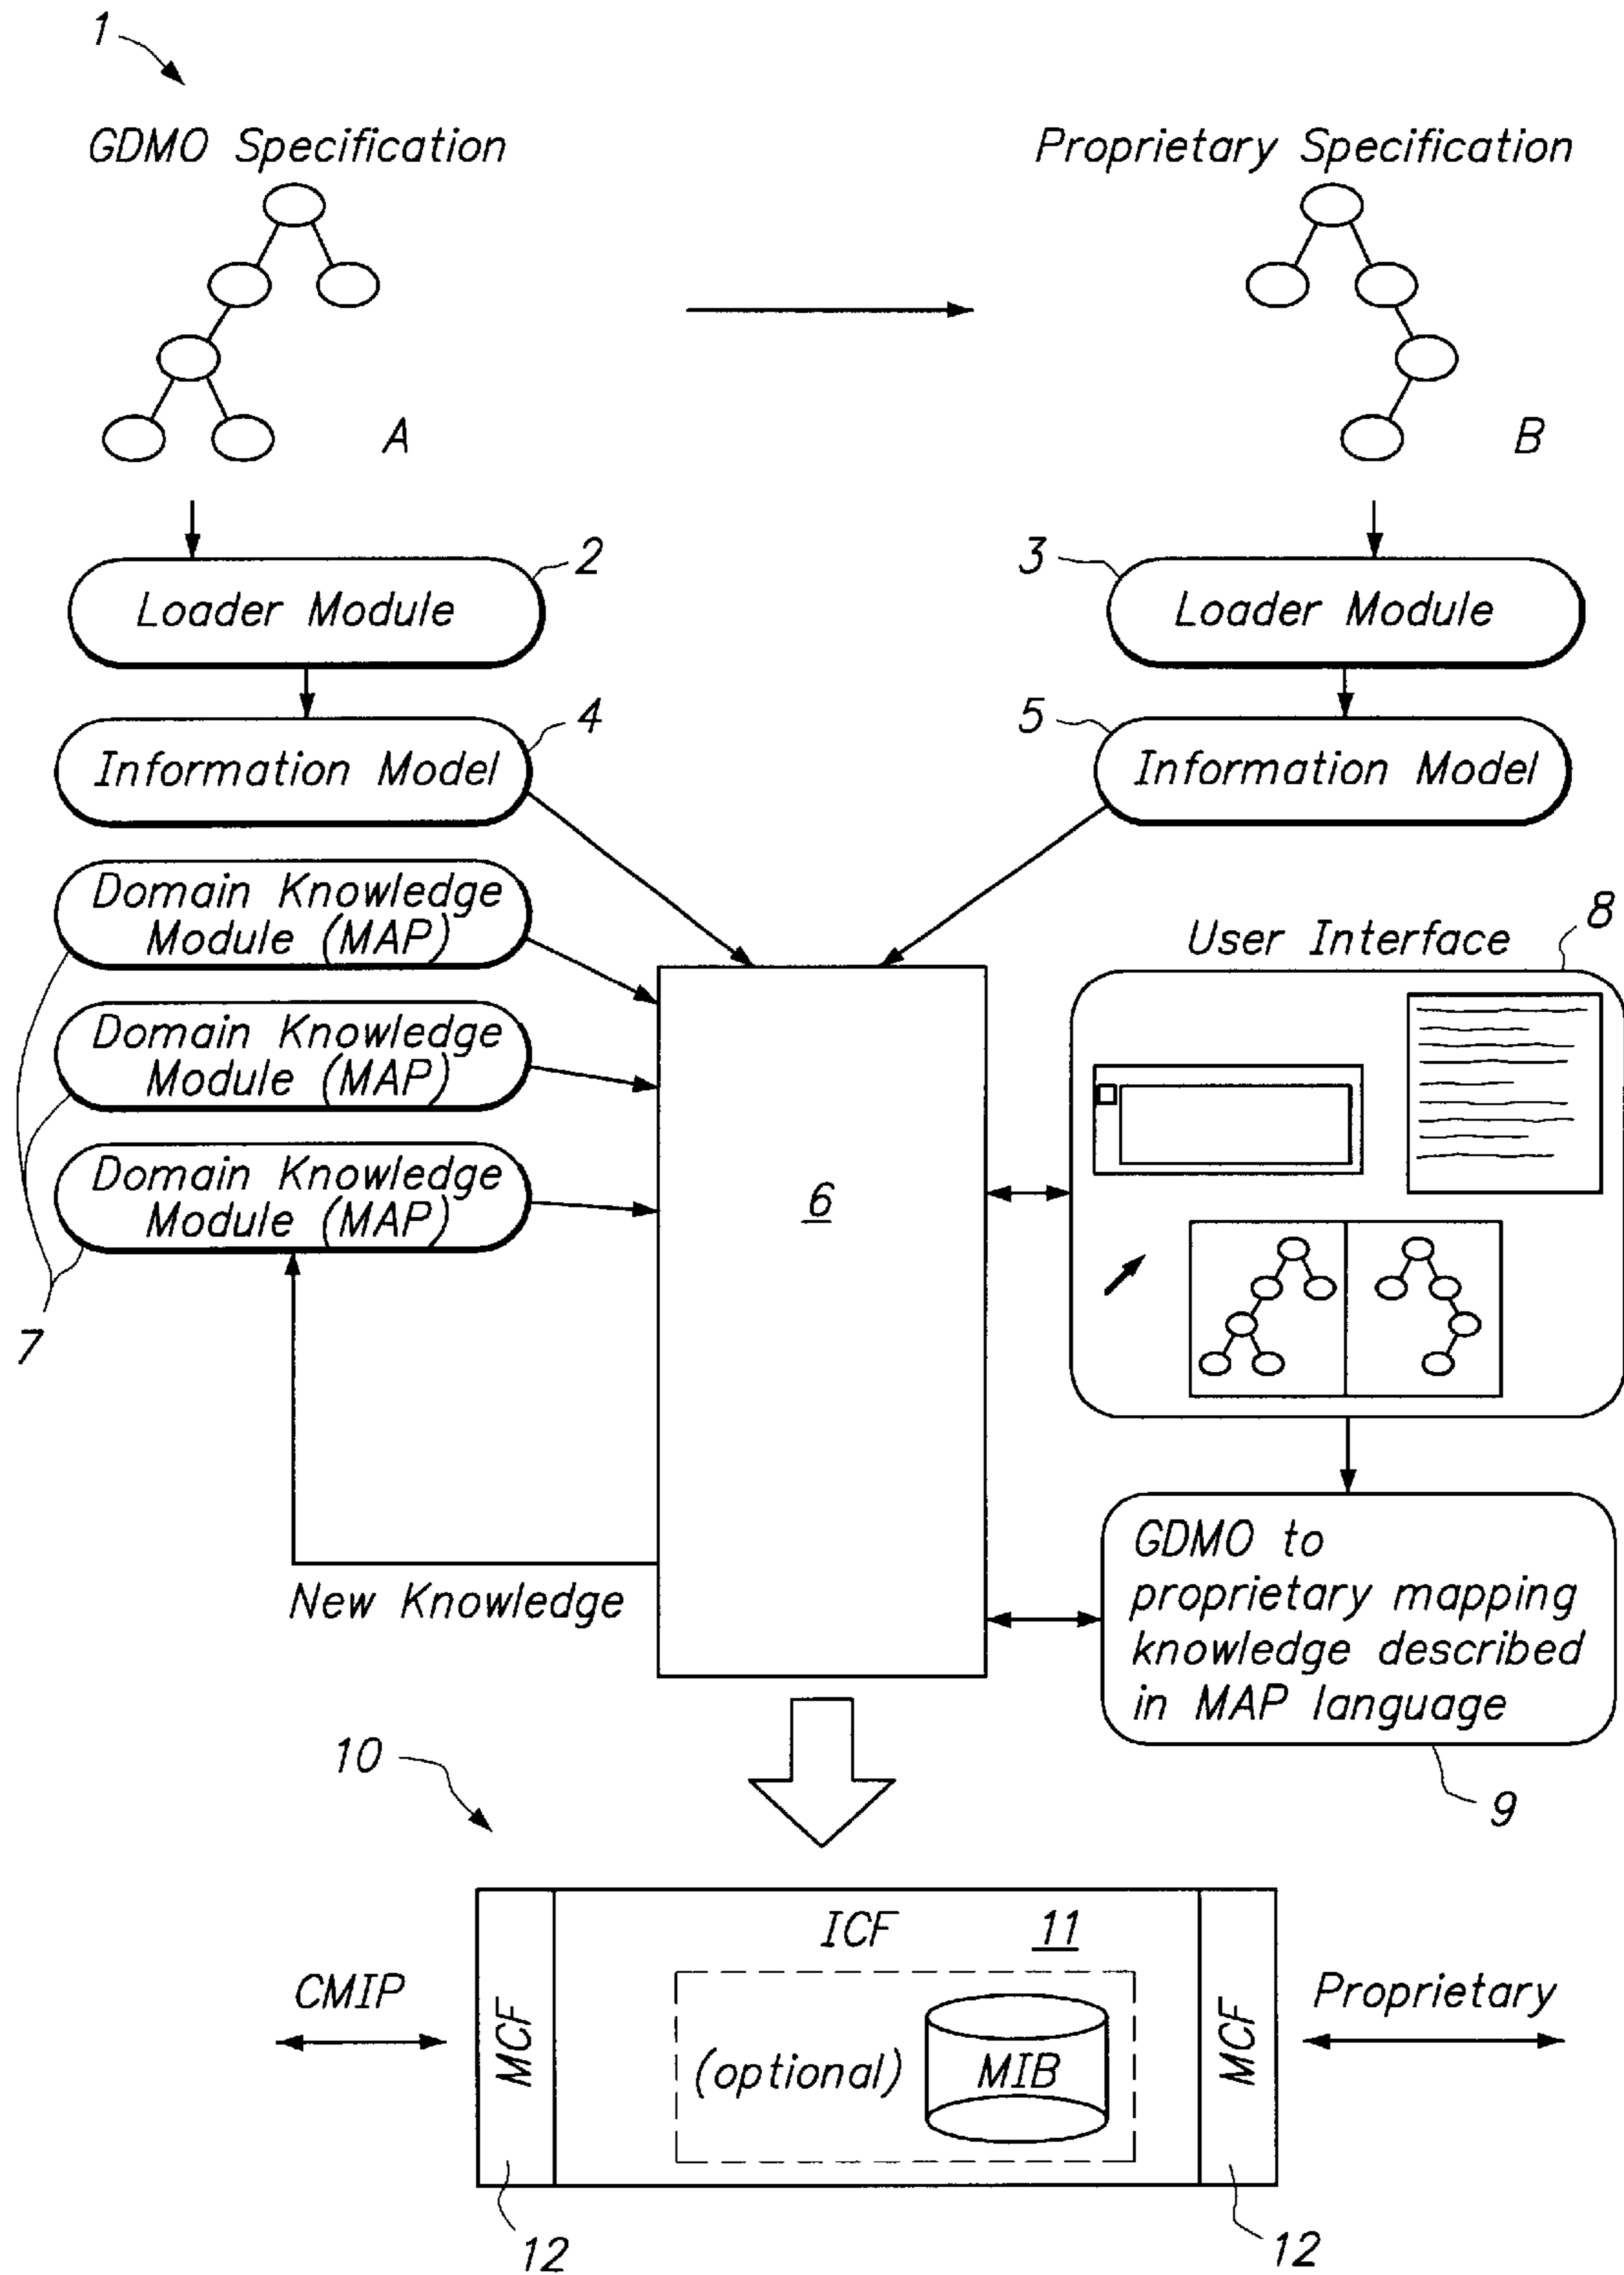 1
GDMO Specification
Proprietary Specification
A
B
2
3
Loader Module
Loader Module
4
5
Information Model
Information Model
Domain Knowledge
Module (MAP)
8
User Interface
Domain Knowledge
Module (MAP)
Domain Knowledge
Module (MAP)
6
7
GDMO to
proprietary mapping
knowledge described
in MAP language
New Knowledge
10
9
ICF
11
CMIP
Proprietary
MCF
(optional)
MIB
MCF
12
12